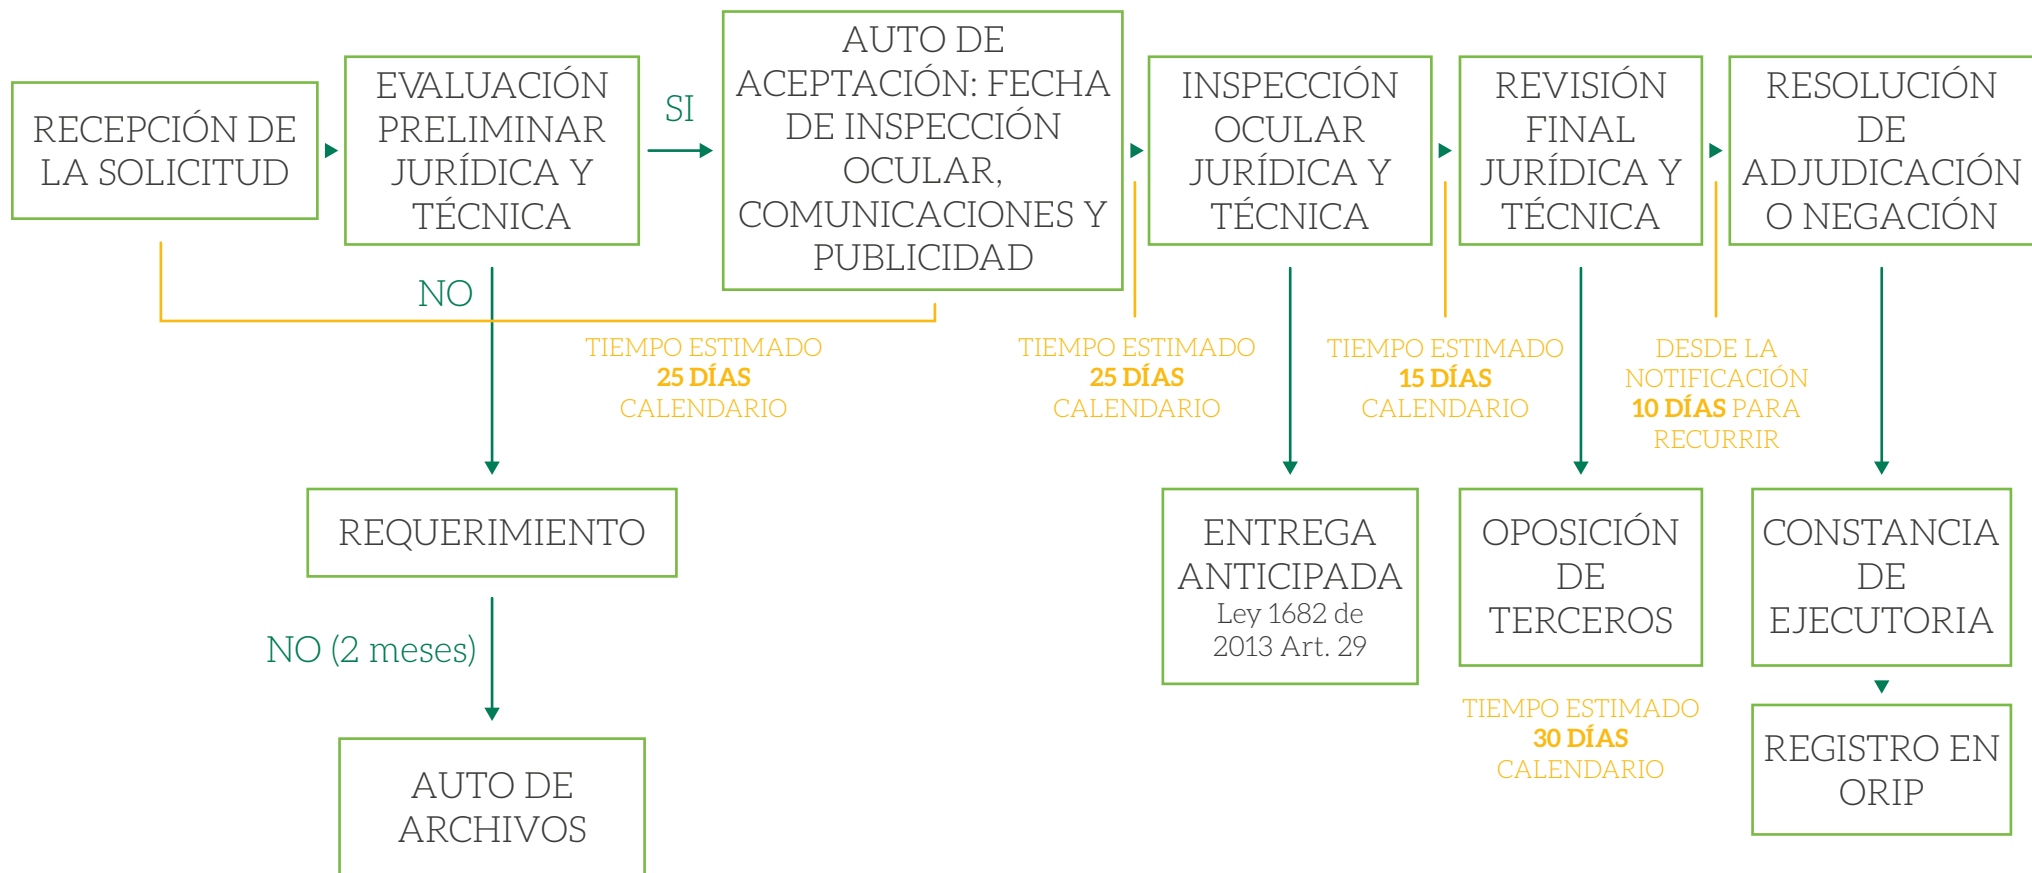 RECEPCIÓN DE
LA SOLICITUD
EVALUACIÓN
PRELIMINAR
JURÍDICA Y
TÉCNICA
SI
AUTO DE
ACEPTACIÓN: FECHA
DE INSPECCIÓN
OCULAR,
COMUNICACIONES Y
PUBLICIDAD
INSPECCIÓN
OCULAR
JURÍDICA Y
TÉCNICA
REVISIÓN
FINAL
JURÍDICA Y
TÉCNICA
RESOLUCIÓN
DE
ADJUDICACIÓN
O NEGACIÓN
NO
TIEMPO ESTIMADO
25 DÍAS
CALENDARIO
TIEMPO ESTIMADO
25 DÍAS
CALENDARIO
TIEMPO ESTIMADO
15 DÍAS
CALENDARIO
DESDE LA
NOTIFICACIÓN
10 DÍAS PARA
RECURRIR
REQUERIMIENTO
ENTREGA
ANTICIPADA
Ley 1682 de
2013 Art. 29
OPOSICIÓN
DE
TERCEROS
CONSTANCIA
DE
EJECUTORIA
NO (2 meses)
TIEMPO ESTIMADO
30 DÍAS
CALENDARIO
REGISTRO EN
ORIP
AUTO DE
ARCHIVOS